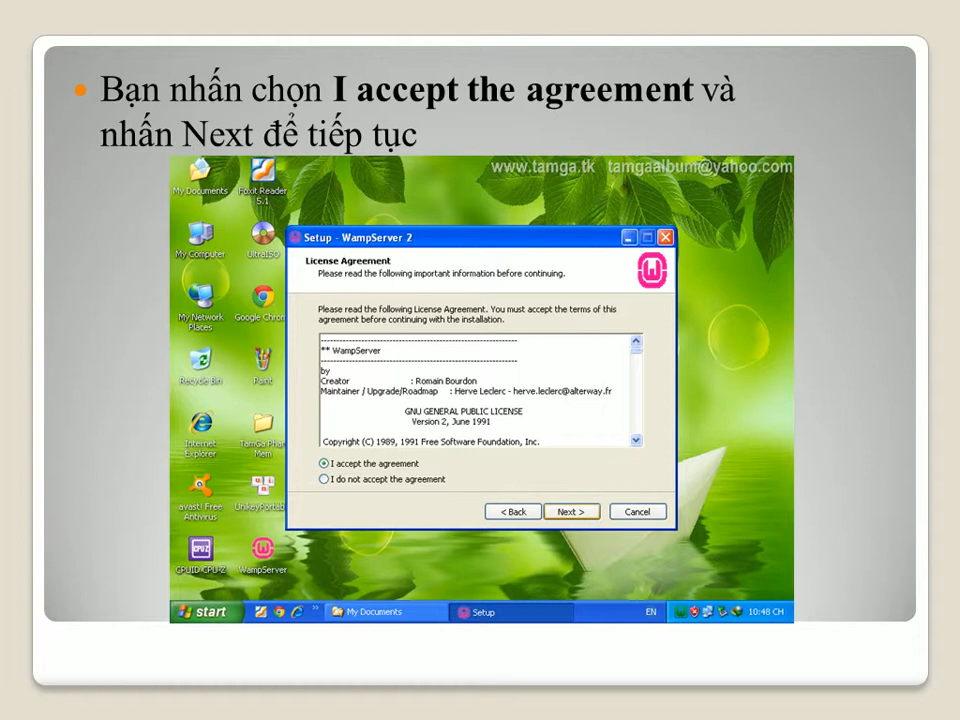 Bạn nhấn chọn I accept the agreement và
nhấn Next để tiếp tục
www.tamga.tk tamgaalbum@yahoo.com
My Documents
Foxit Reader
5.1
My Computer
UltraISO
My Network
Places
Google Chrom
Recycle Bin
Paint
Internet
Explorer
TamGa Phan
Mem
avast! Free
Antivirus
UnikeyPortab
CPUID CPU-Z
WampServer
Setup - WampServer 2
License Agreement
Please read the following important information before continuing.
Please read the following License Agreement. You must accept the terms of this
agreement before continuing with the installation.
------------------------------------------------------------
** WampServer
------------------------------------------------------------
by
Creator : Romain Bourdon
Maintainer / Upgrade/Roadmap : Herve Leclerc - herve.leclerc@alterway.fr
GNU GENERAL PUBLIC LICENSE
Version 2, June 1991
Copyright (C) 1989, 1991 Free Software Foundation, Inc.
I accept the agreement
I do not accept the agreement
< Back
Next >
Cancel
start
My Documents
Setup
EN
10:48 CH